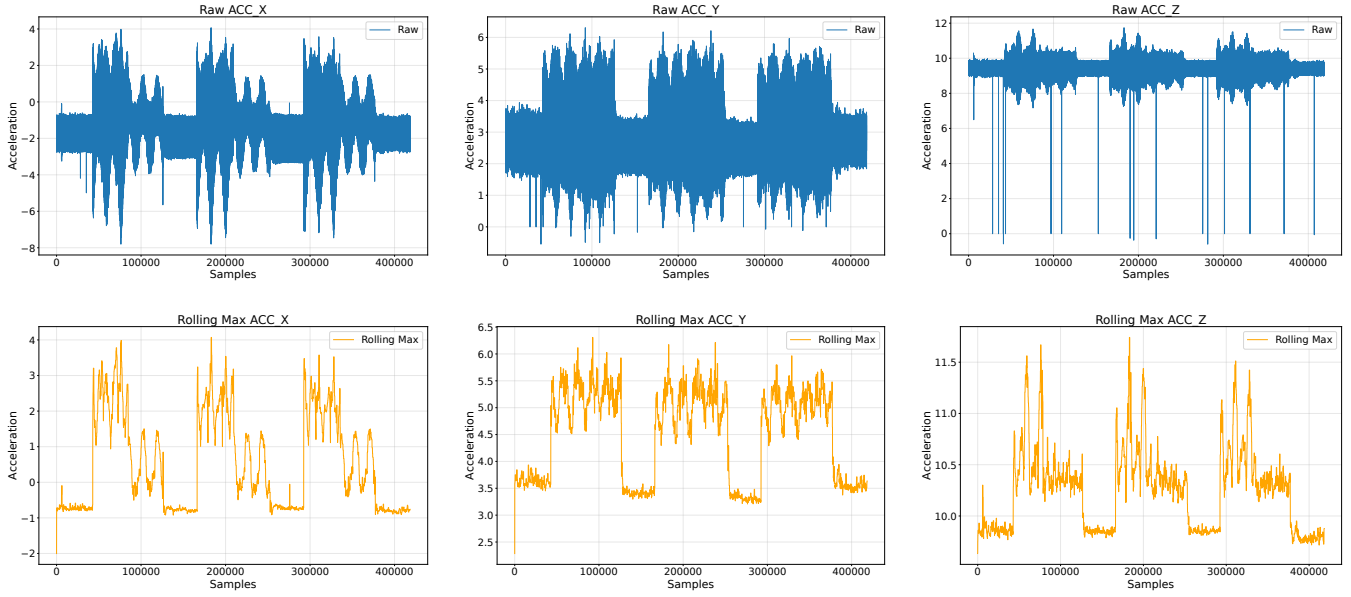 Raw ACC_X
Raw
Acceleration
4
2
0
−2
−4
−6
−8
0
100000
200000
300000
400000
Samples
Raw ACC_Y
Raw
Acceleration
6
5
4
3
2
1
0
0
100000
200000
300000
400000
Samples
Raw ACC_Z
Raw
Acceleration
12
10
8
6
4
2
0
0
100000
200000
300000
400000
Samples
Rolling Max ACC_X
Rolling Max
Acceleration
4
3
2
1
0
−1
−2
0
100000
200000
300000
400000
Samples
Rolling Max ACC_Y
Rolling Max
Acceleration
6.5
6.0
5.5
5.0
4.5
4.0
3.5
3.0
2.5
0
100000
200000
300000
400000
Samples
Rolling Max ACC_Z
Rolling Max
Acceleration
11.5
11.0
10.5
10.0
0
100000
200000
300000
400000
Samples